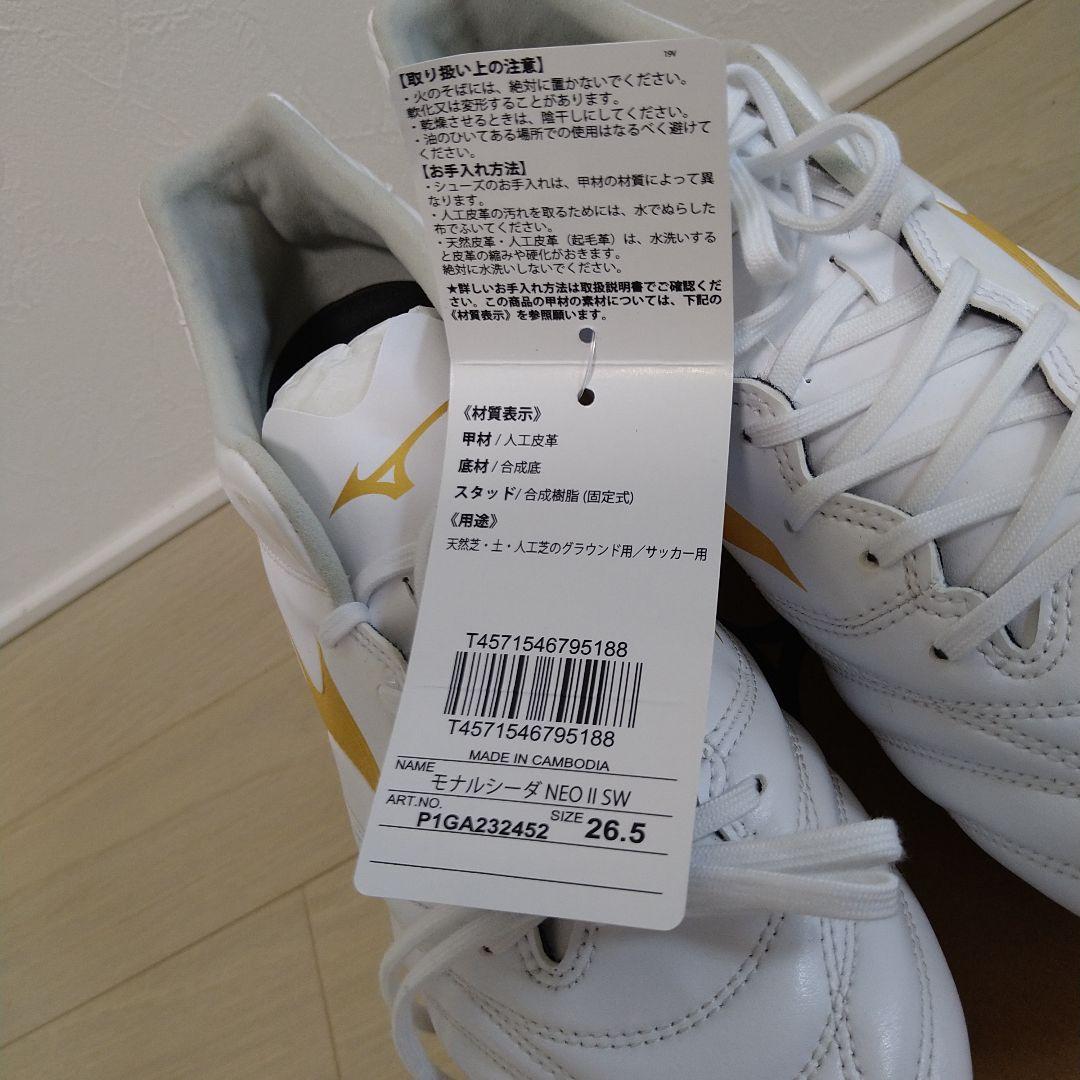 19V
【取り扱い上の注意】
・火のそばには、絶対に置かないでください。
軟化又は変形することがあります。
・乾燥させるときは、陰干しにしてください。
・油のひいてある場所での使用はなるべく避けて
ください。
【お手入れ方法】
・シューズのお手入れは、甲材の材質によって異
なります。
・人工皮革の汚れを取るためには、水でぬらした
布でふいてください。
・天然皮革・人工皮革（起毛革）は、水洗いする
と皮革の縮みや硬化がおきます。
絶対に水洗いしないでください。
★詳しいお手入れ方法は取扱説明書でご確認くだ
さい。この商品の甲材の素材については、下記の
《材質表示》を参照願います。
《材質表示》
甲材 / 人工皮革
底材 / 合成底
スタッド/ 合成樹脂 (固定式)
《用途》
天然芝・土・人工芝のグラウンド用／サッカー用
T4571546795188
T4571546795188
MADE IN CAMBODIA
NAME モナルシーダ NEO II SW
ART.NO. P1GA232452 SIZE 26.5